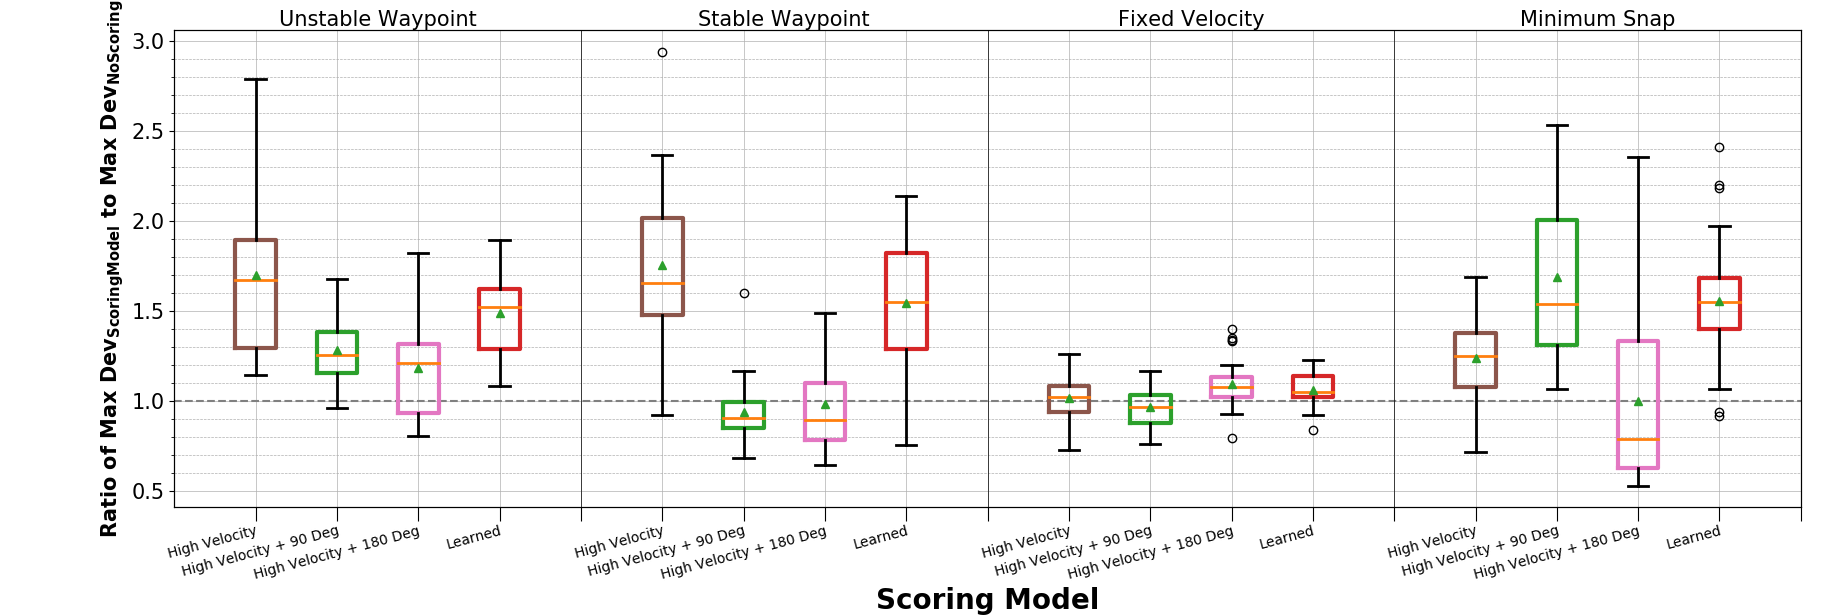 Unstable Waypoint Stable Waypoint Fixed Velocity Minimum Snap
Ratio of Max DevScoringModel to Max DevNoScoring
3.0
2.5
2.0
1.5
1.0
0.5
High Velocity High Velocity + 90 Deg High Velocity + 180 Deg Learned High Velocity High Velocity + 90 Deg High Velocity + 180 Deg Learned High Velocity High Velocity + 90 Deg High Velocity + 180 Deg Learned High Velocity High Velocity + 90 Deg High Velocity + 180 Deg Learned
Scoring Model